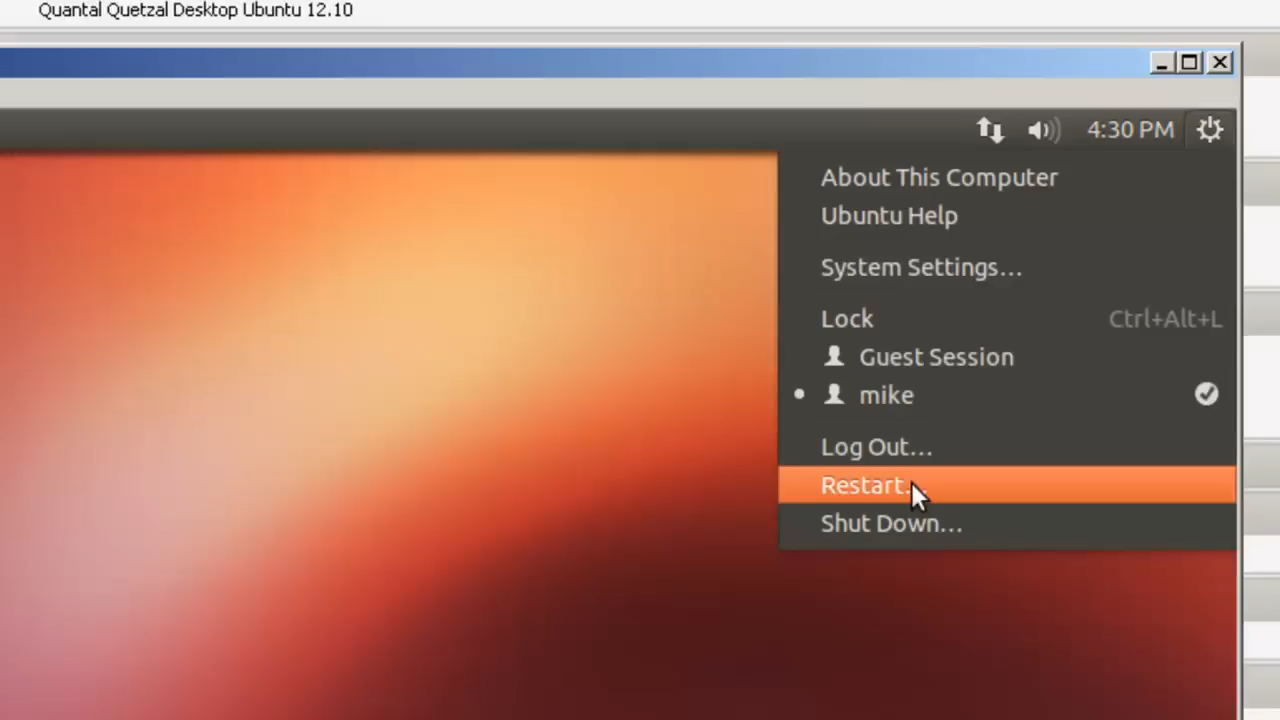 Quantal Quetzal Desktop Ubuntu 12.10
4:30 PM
About This Computer
Ubuntu Help
System Settings...
Lock Ctrl+Alt+L
Guest Session
mike
Log Out...
Restart...
Shut Down...